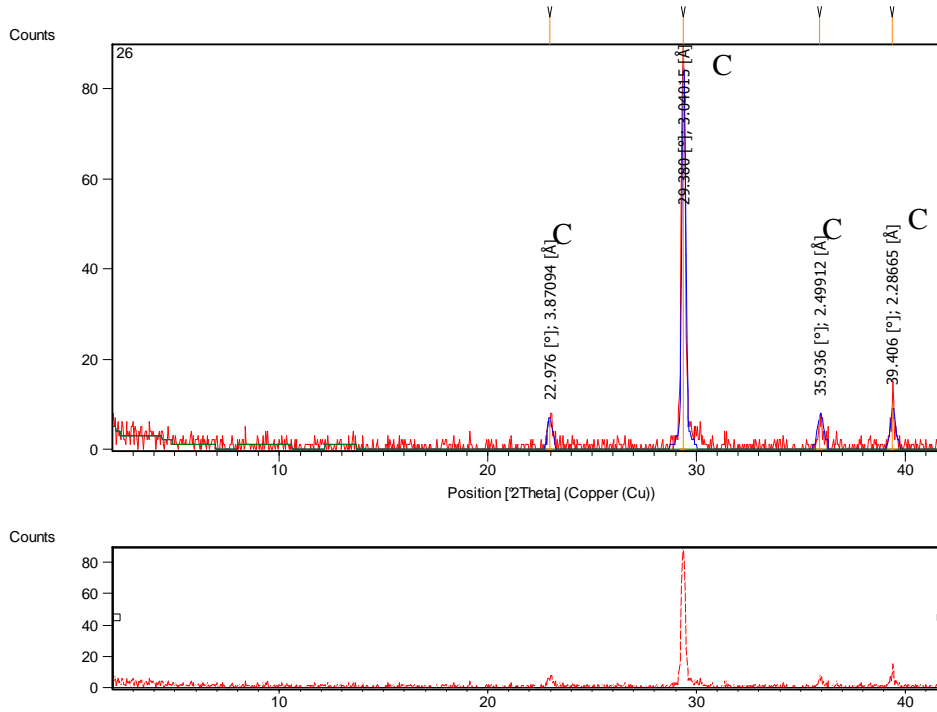 Counts
26
80
60
40
20
0
22.976 [°]; 3.87094 [Å]
C
29.380 [°]; 3.04015 [Å]
C
35.936 [°]; 2.49912 [Å]
C
39.406 [°]; 2.28665 [Å]
C
10
20
30
40
Position [°2Theta] (Copper (Cu))
Counts
80
60
40
20
0
10
20
30
40